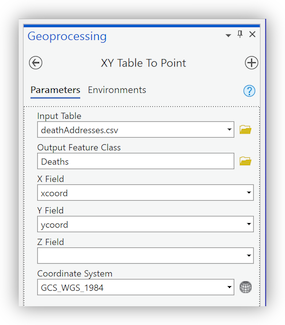 Geoprocessing
XY Table To Point
Parameters Environments
Input Table
deathAddresses.csv
Output Feature Class
Deaths
X Field
xcoord
Y Field
ycoord
Z Field
Coordinate System
GCS_WGS_1984